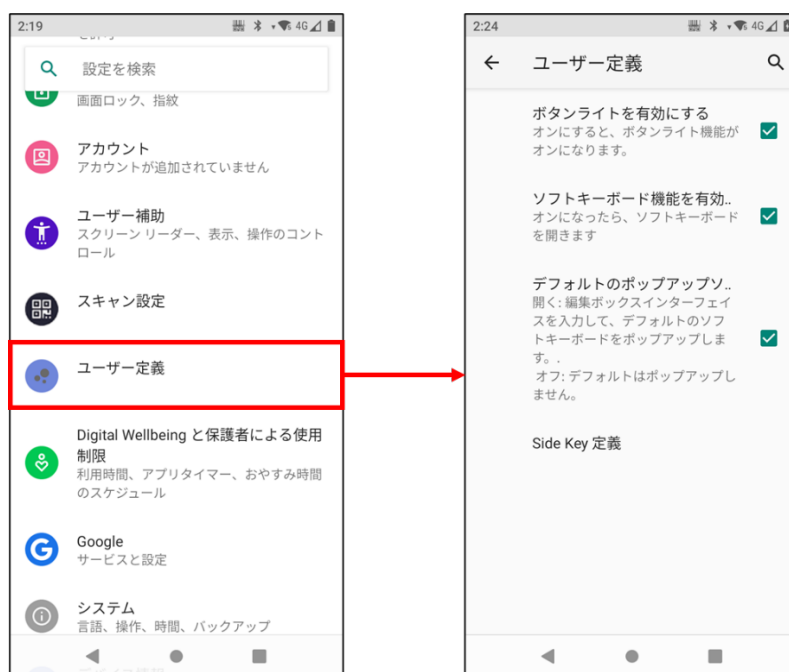 2:19
4G
設定を検索
画面ロック、指紋
アカウント
アカウントが追加されていません
ユーザー補助
スクリーン リーダー、表示、操作のコント
ロール
スキャン設定
ユーザー定義
Digital Wellbeing と保護者による使用
制限
利用時間、アプリタイマー、おやすみ時間
のスケジュール
Google
サービスと設定
システム
言語、操作、時間、バックアップ
2:24
4G
ユーザー定義
ボタンライトを有効にする
オンにすると、ボタンライト機能が
オンになります。
ソフトキーボード機能を有効..
オンになったら、ソフトキーボード
を開きます
デフォルトのポップアップソ..
開く: 編集ボックスインターフェイ
スを入力して、デフォルトのソフ
トキーボードをポップアップしま
す。.
オフ: デフォルトはポップアップし
ません。
Side Key 定義